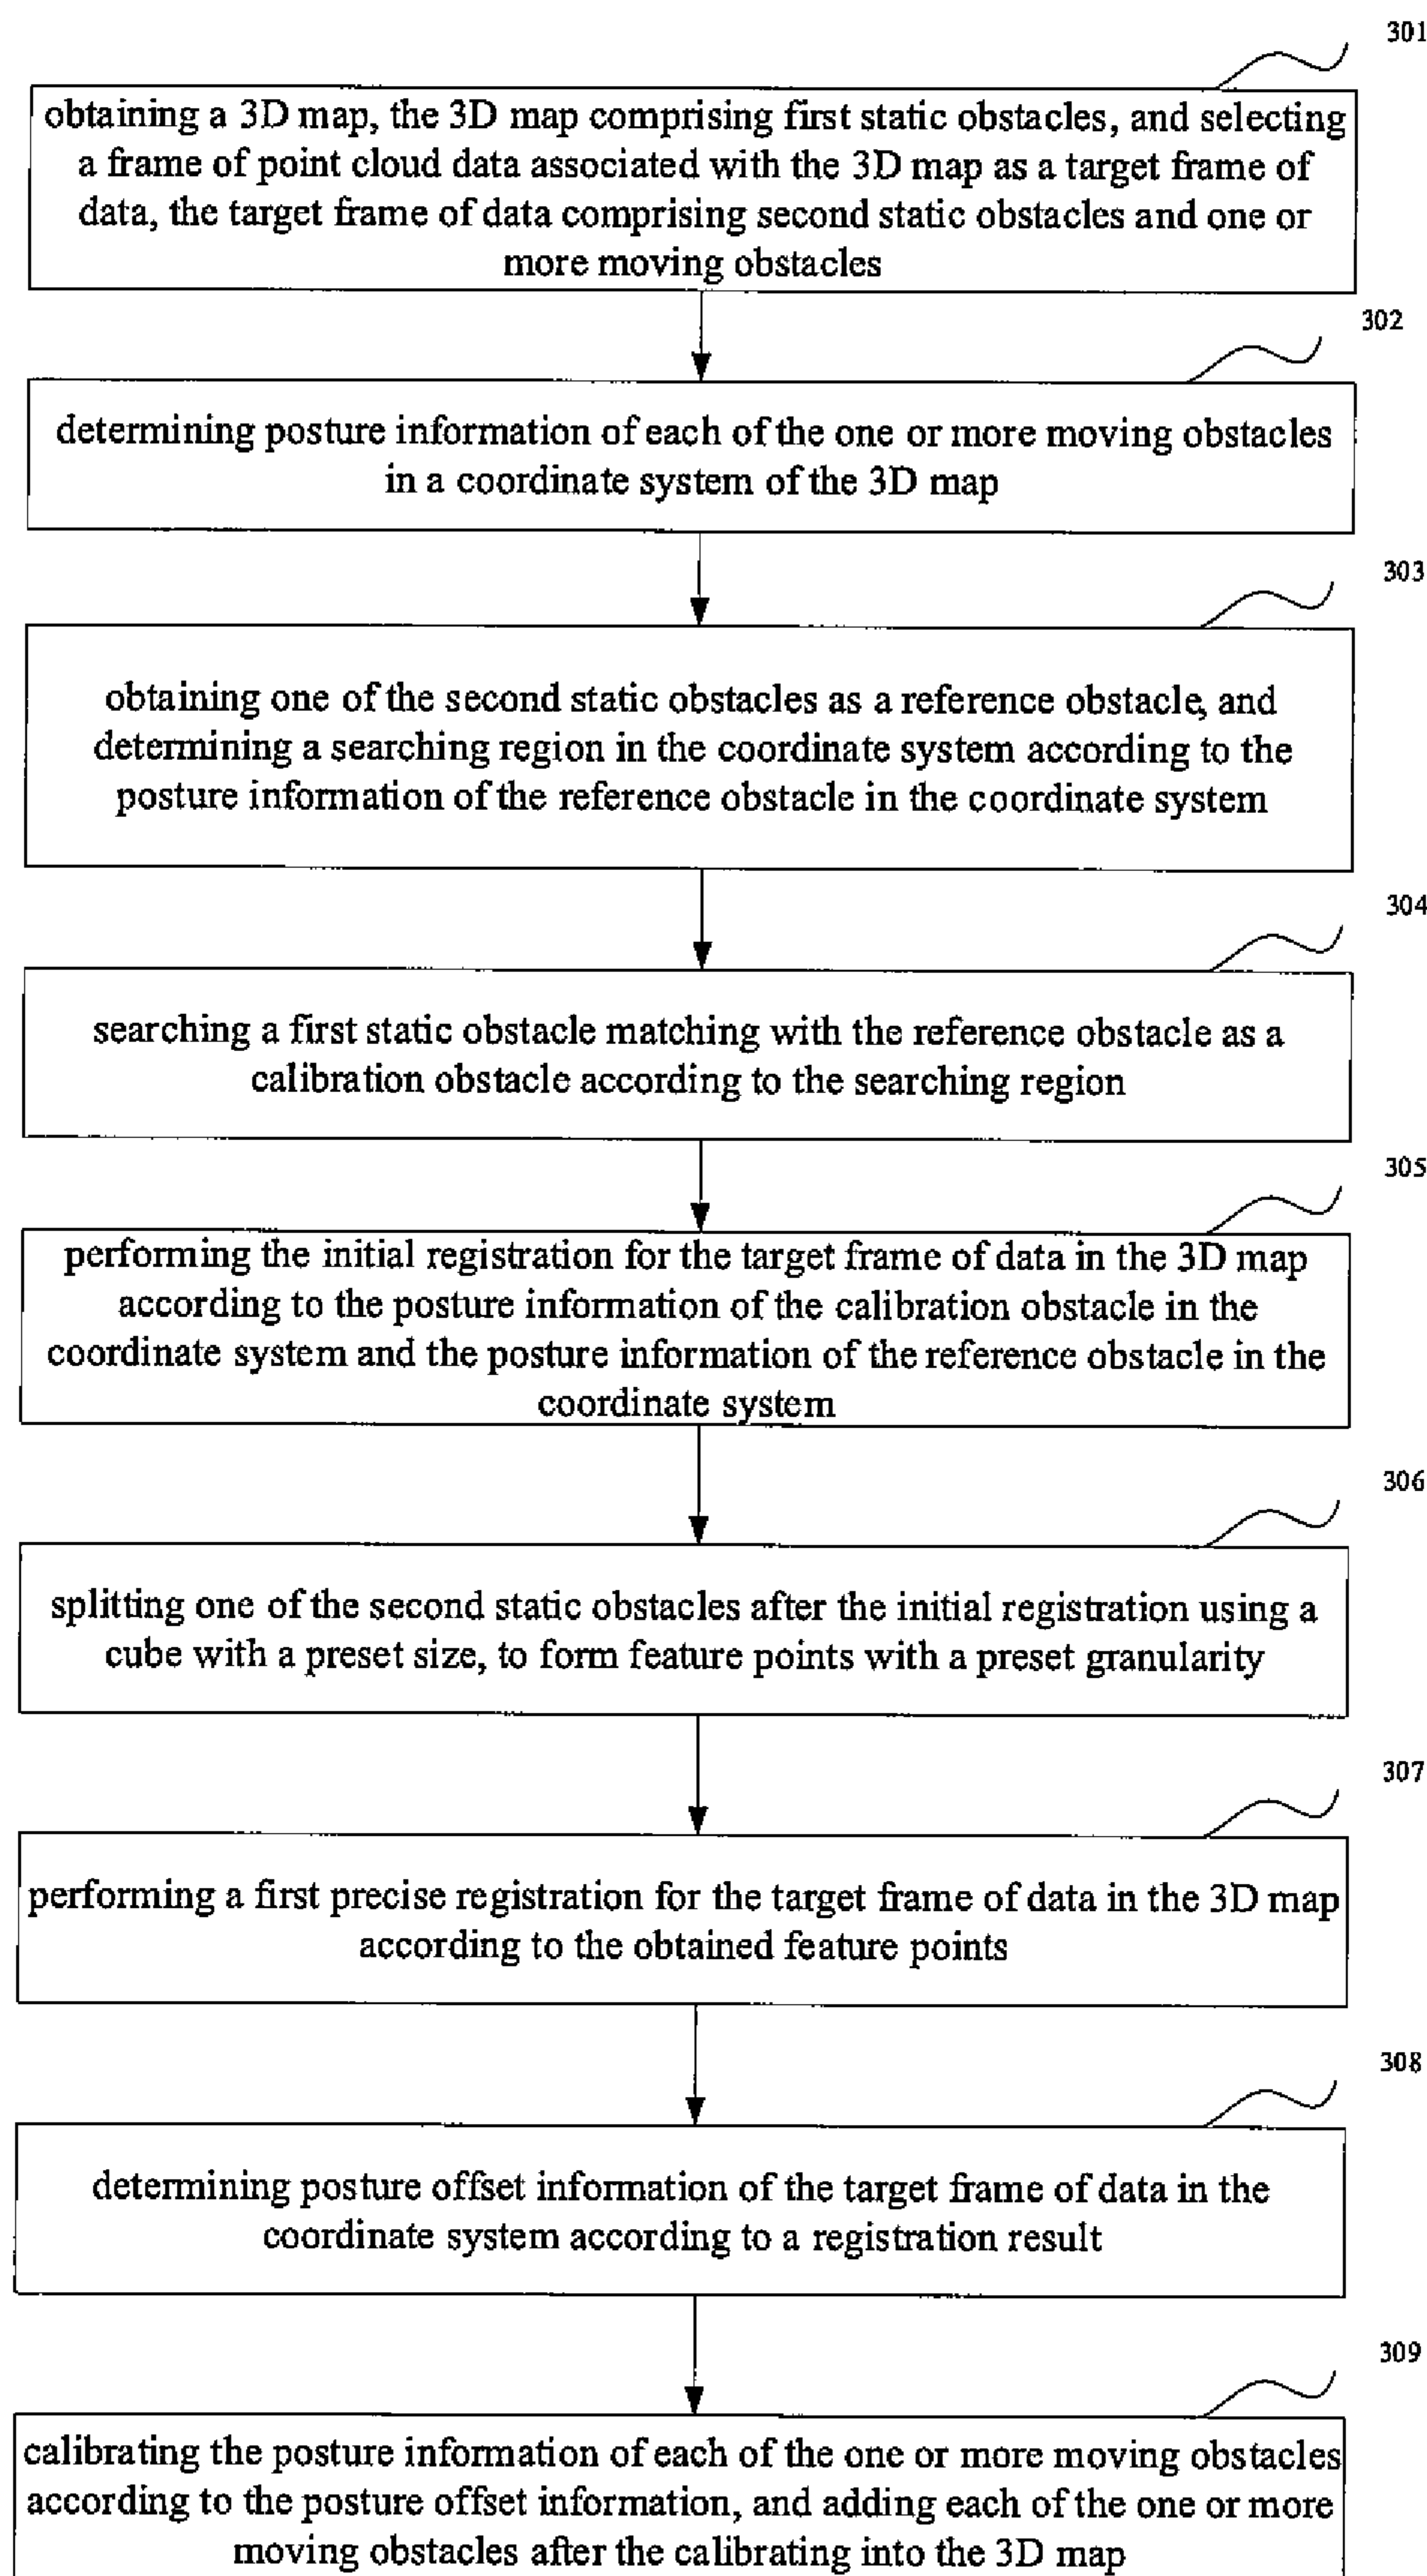 301
obtaining a 3D map, the 3D map comprising first static obstacles, and selecting
a frame of point cloud data associated with the 3D map as a target frame of
data, the target frame of data comprising second static obstacles and one or
more moving obstacles
302
determining posture information of each of the one or more moving obstacles
in a coordinate system of the 3D map
303
obtaining one of the second static obstacles as a reference obstacle, and
determining a searching region in the coordinate system according to the
posture information of the reference obstacle in the coordinate system
304
searching a first static obstacle matching with the reference obstacle as a
calibration obstacle according to the searching region
305
performing the initial registration for the target frame of data in the 3D map
according to the posture information of the calibration obstacle in the
coordinate system and the posture information of the reference obstacle in the
coordinate system
306
splitting one of the second static obstacles after the initial registration using a
cube with a preset size, to form feature points with a preset granularity
307
performing a first precise registration for the target frame of data in the 3D map
according to the obtained feature points
308
determining posture offset information of the target frame of data in the
coordinate system according to a registration result
309
calibrating the posture information of each of the one or more moving obstacles
according to the posture offset information, and adding each of the one or more
moving obstacles after the calibrating into the 3D map